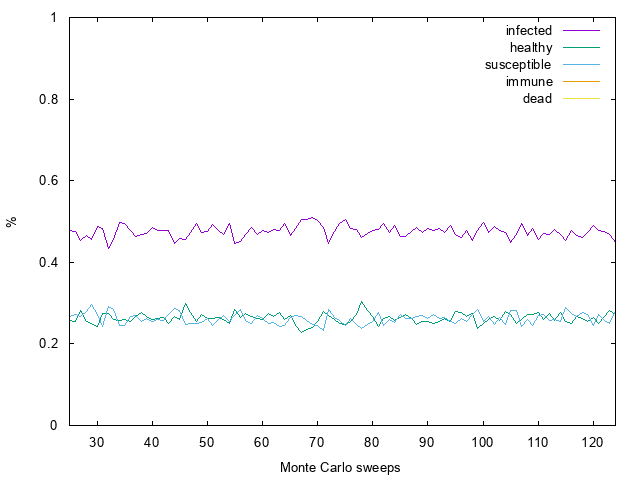 1
0.8
0.6
0.4
0.2
0
%
infected
healthy
susceptible
immune
dead
30 40 50 60 70 80 90 100 110 120
Monte Carlo sweeps